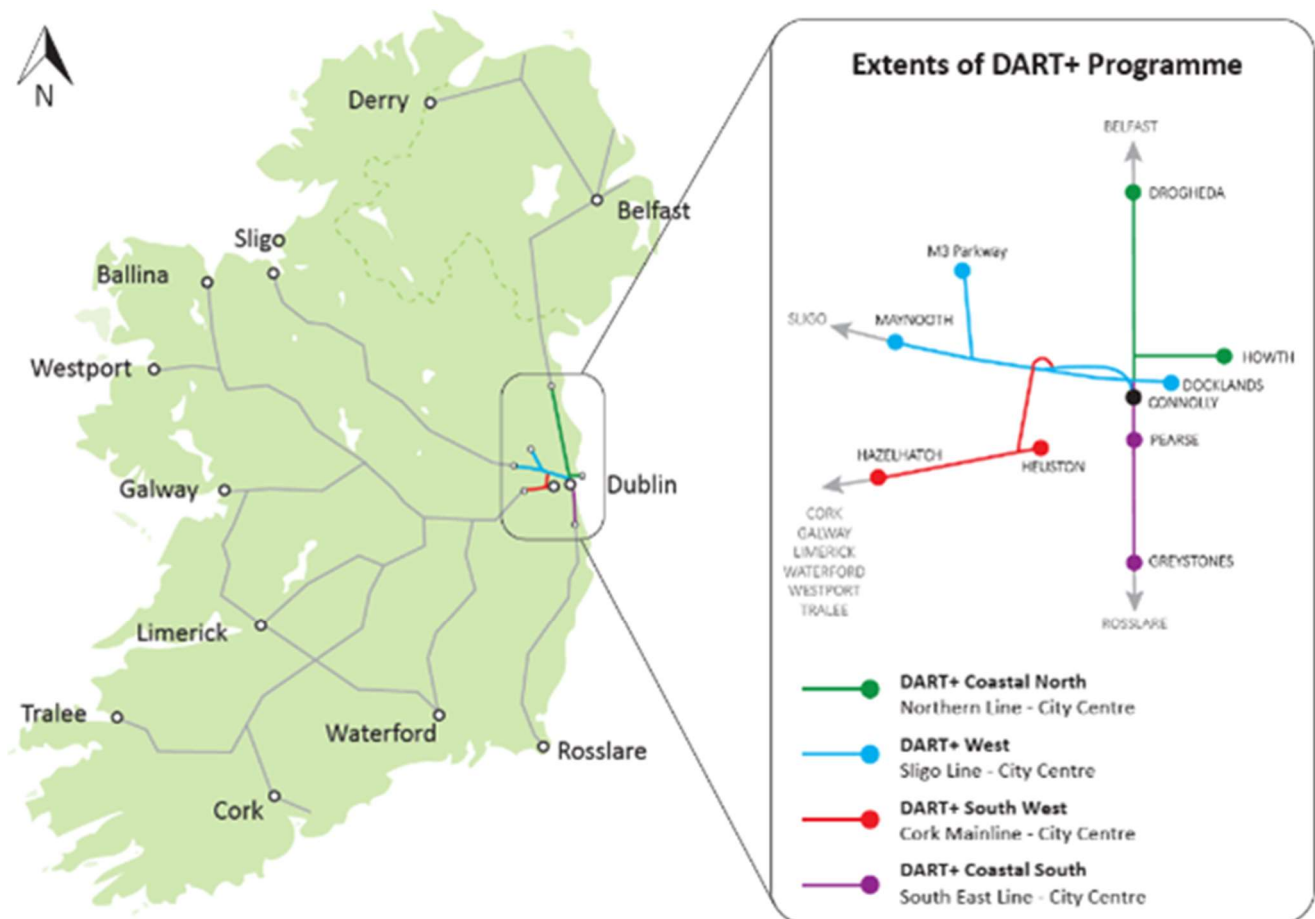 N
Derry
Belfast
Sligo
Ballina
Westport
Galway
Dublin
Limerick
Tralee
Waterford
Rosslare
Cork
Extents of DART+ Programme
BELFAST
DROGHEDA
M3 Parkway
SLIGO
MAYNOOTH
HOWTH
DOCKLANDS
CONNOLLY
PEARSE
HAZELHATCH
HEUSTON
CORK
GALWAY
LIMERICK
WATERFORD
WESTPORT
TRALEE
GREYSTONES
ROSSLARE
DART+ Coastal North
Northern Line - City Centre
DART+ West
Sligo Line - City Centre
DART+ South West
Cork Mainline - City Centre
DART+ Coastal South
South East Line - City Centre